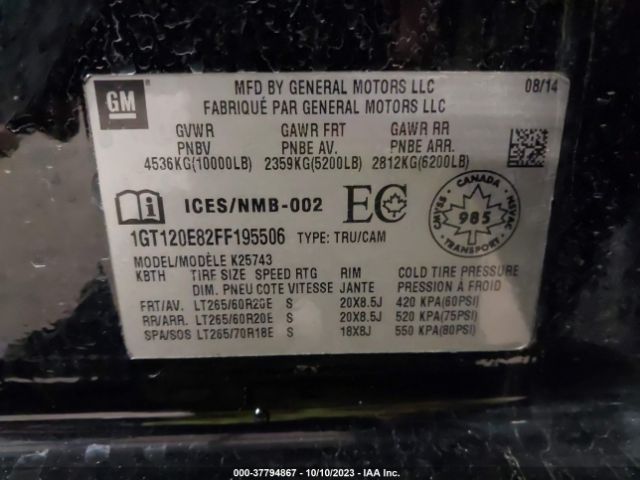 GM
MFD BY GENERAL MOTORS LLC 08/14
FABRIQUÉ PAR GENERAL MOTORS LLC
GVWR GAWR FRT GAWR RR
PNBV PNBE AV. PNBE ARR.
4536KG(10000LB) 2359KG(5200LB) 2812KG(6200LB)
ICES/NMB-002 EC
CANADA
CMVSS NSVAC
985
TRANSPORT
1GT120E82FF195506 TYPE: TRU/CAM
MODEL/MODÈLE K25743
KBTH TIRE SIZE SPEED RTG RIM COLD TIRE PRESSURE
DIM. PNEU COTE VITESSE JANTE PRESSION À FROID
FRT/AV. LT265/60R20E S 20X8.5J 420 KPA(60PSI)
RR/ARR. LT265/60R20E S 20X8.5J 520 KPA(75PSI)
SPA/SOS LT265/70R18E S 18X8J 550 KPA(80PSI)
000-37794867 - 10/10/2023 - IAA Inc.